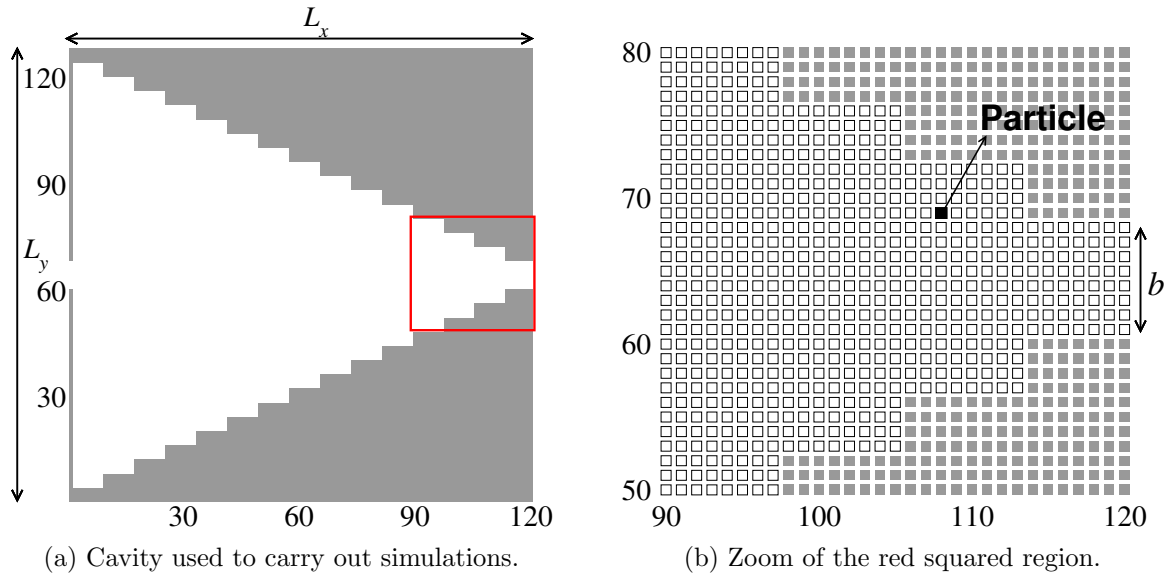 L_x
L_y
120
90
60
30
30
60
90
120
(a) Cavity used to carry out simulations.
80
70
60
50
90
100
110
120
Particle
b
(b) Zoom of the red squared region.